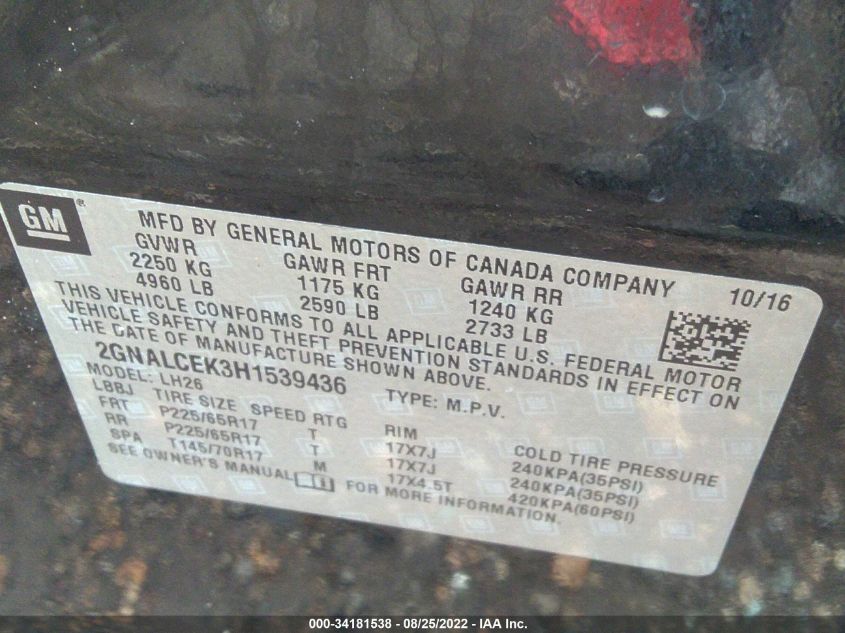 GM ®
MFD BY GENERAL MOTORS OF CANADA COMPANY 10/16
GVWR GAWR FRT GAWR RR
2250 KG 1175 KG 1240 KG
4960 LB 2590 LB 2733 LB
THIS VEHICLE CONFORMS TO ALL APPLICABLE U.S. FEDERAL MOTOR
VEHICLE SAFETY AND THEFT PREVENTION STANDARDS IN EFFECT ON
THE DATE OF MANUFACTURE SHOWN ABOVE.
2GNALCEK3H1539436 TYPE: M.P.V.
MODEL: LH26
LBBJ TIRE SIZE SPEED RTG RIM COLD TIRE PRESSURE
FRT P225/65R17 T 17X7J 240KPA(35PSI)
RR P225/65R17 T 17X7J 240KPA(35PSI)
SPA T145/70R17 M 17X4.5T 420KPA(60PSI)
SEE OWNER'S MANUAL FOR MORE INFORMATION.
000-34181538 - 08/25/2022 - IAA Inc.